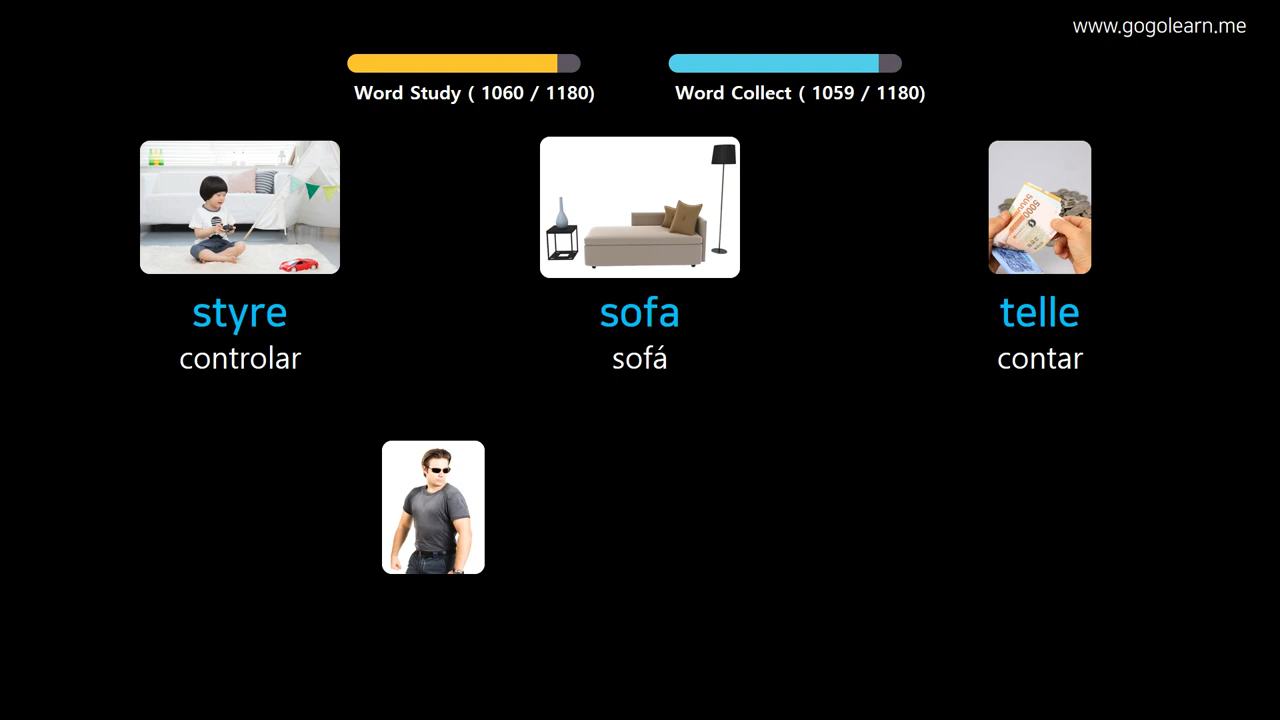 www.gogolearn.me
Word Study ( 1060 / 1180)
Word Collect ( 1059 / 1180)
styre
controlar
sofa
sofá
telle
contar